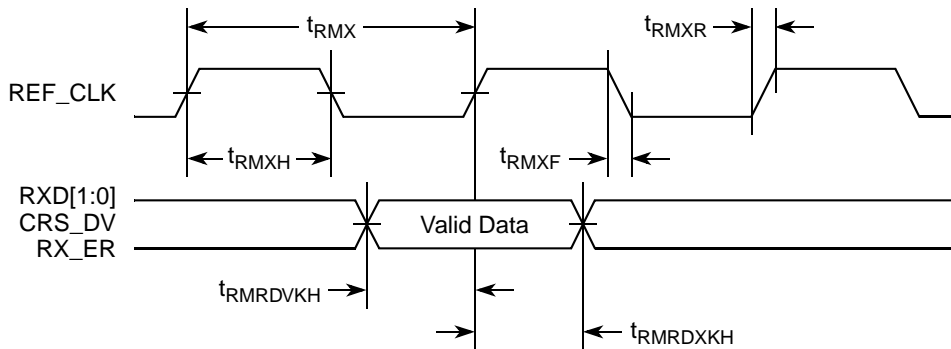 tRMX
tRMXR
REF_CLK
tRMXH
tRMXF
RXD[1:0]
CRS_DV
RX_ER
Valid Data
tRMRDVKH
tRMRDXKH